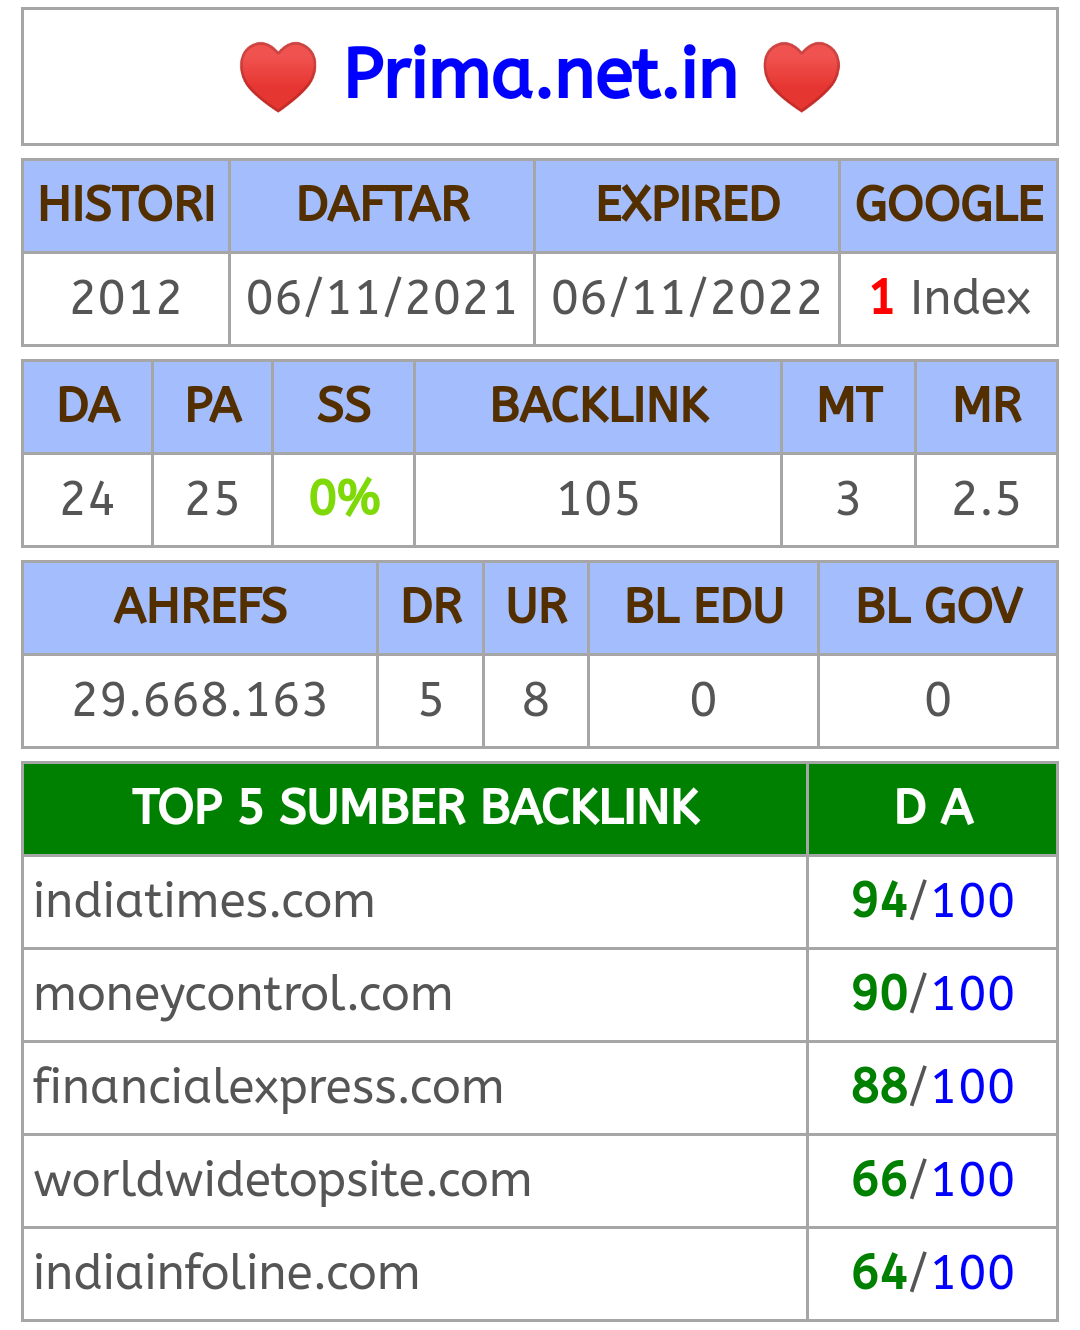 ❤️ Prima.net.in ❤️
HISTORI DAFTAR EXPIRED GOOGLE
2012 06/11/2021 06/11/2022 1 Index
DA PA SS BACKLINK MT MR
24 25 0% 105 3 2.5
AHREFS DR UR BL EDU BL GOV
29.668.163 5 8 0 0
TOP 5 SUMBER BACKLINK D A
indiatimes.com 94/100
moneycontrol.com 90/100
financialexpress.com 88/100
worldwidetopsite.com 66/100
indiainfoline.com 64/100